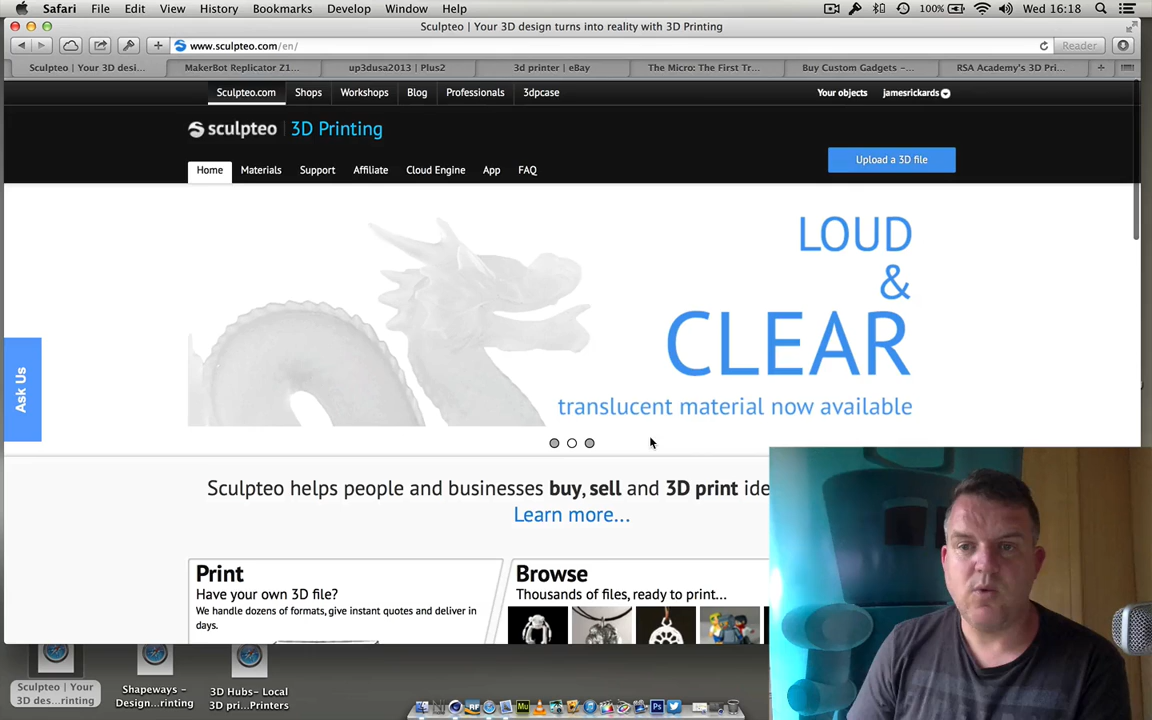 Safari File Edit View History Bookmarks Develop Window Help 100% Wed 16:18
Sculpteo | Your 3D design turns into reality with 3D Printing
www.sculpteo.com/en/ Reader
Sculpteo | Your 3D desi... MakerBot Replicator Z1... up3dusa2013 | Plus2 3d printer | eBay The Micro: The First Tr... Buy Custom Gadgets -... RSA Academy's 3D Pri...
Sculpteo.com Shops Workshops Blog Professionals 3dpcase Your objects jamesrickards
sculpteo | 3D Printing
Upload a 3D file
Home Materials Support Affiliate Cloud Engine App FAQ
LOUD
&
CLEAR
translucent material now available
Ask Us
Sculpteo helps people and businesses buy, sell and 3D print ide
Learn more...
Print
Have your own 3D file?
We handle dozens of formats, give instant quotes and deliver in
days.
Browse
Thousands of files, ready to print...
Sculpteo | Your
3D des...rinting
Shapeways -
Design...rinting
3D Hubs- Local
3D pri...Printers
Mu
Ps